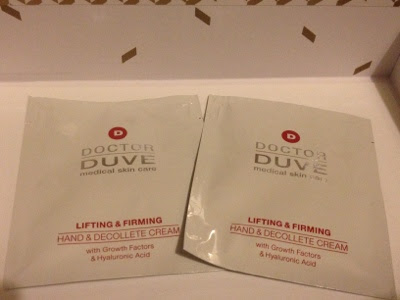 D
DOCTOR
DUVE
medical skin care
LIFTING & FIRMING
HAND & DECOLLETE CREAM
with Growth Factors
& Hyaluronic Acid
D
DOCTOR
DUVE
medical skin care
LIFTING & FIRMING
HAND & DECOLLETE CREAM
with Growth Factors
& Hyaluronic Acid